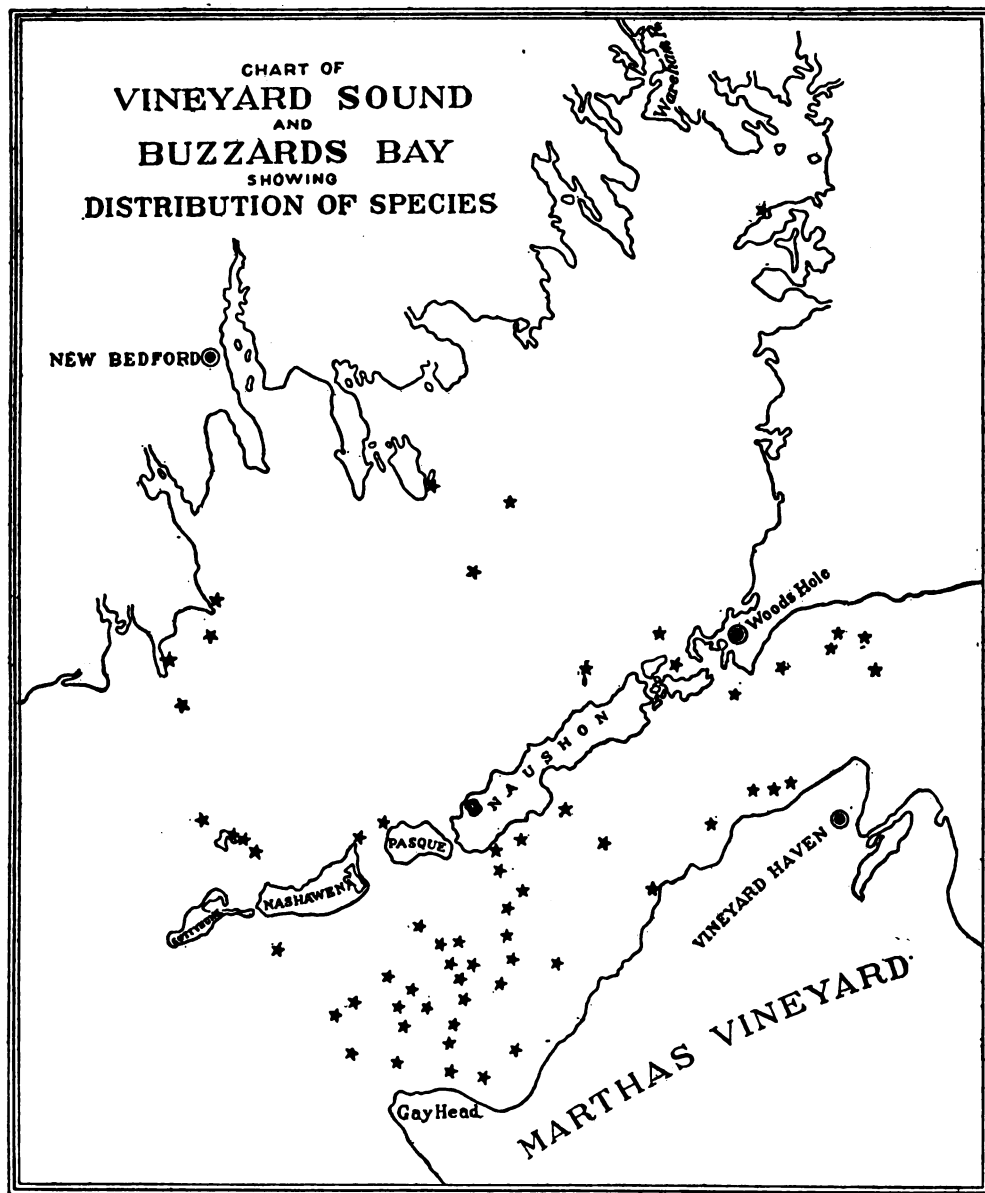 CHART OF
VINEYARD SOUND
AND
BUZZARDS BAY
SHOWING
DISTRIBUTION OF SPECIES
Wareham R.
NEW BEDFORD
Woods Hole
NAUSHON
PASQUE
NASHAWENA
VINEYARD HAVEN
MARTHAS VINEYARD
Gay Head